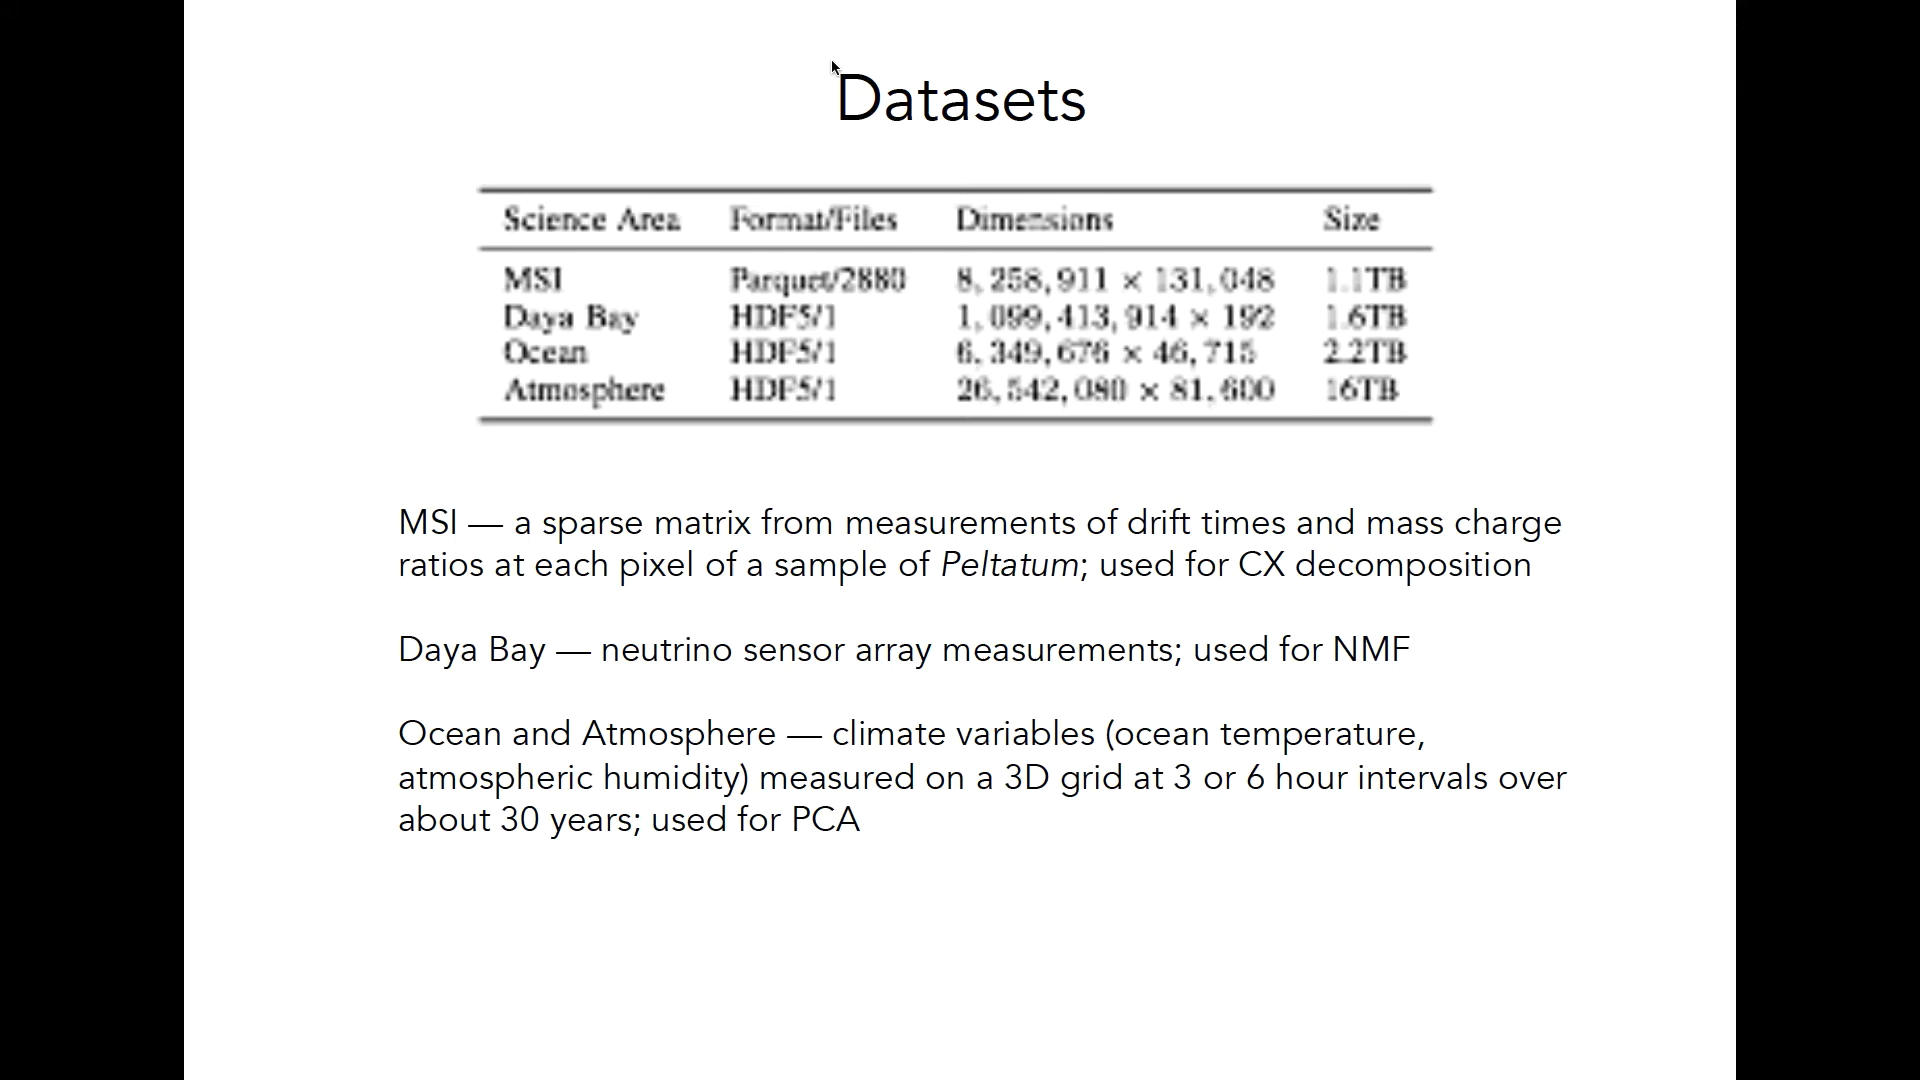 Datasets
Science Area Format/Files Dimensions Size
MSI Parquet/2880 8, 258, 911 × 131, 048 1.1TB
Daya Bay HDF5/1 1, 099, 413, 914 × 192 1.6TB
Ocean HDF5/1 6, 349, 676 × 46, 715 2.2TB
Atmosphere HDF5/1 26, 542, 080 × 81, 600 16TB
MSI — a sparse matrix from measurements of drift times and mass charge
ratios at each pixel of a sample of Peltatum; used for CX decomposition
Daya Bay — neutrino sensor array measurements; used for NMF
Ocean and Atmosphere — climate variables (ocean temperature,
atmospheric humidity) measured on a 3D grid at 3 or 6 hour intervals over
about 30 years; used for PCA